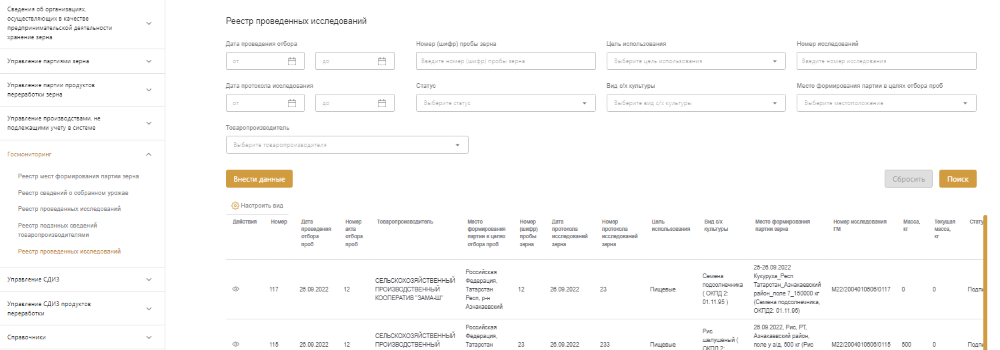 Сведения об организациях,
осуществляющих в качестве
предпринимательской деятельности
хранение зерна
Управление партиями зерна
Управление партии продуктов
переработки зерна
Управление производствами, не
подлежащими учету в системе
Госмониторинг
Реестр мест формирования партии зерна
Реестр сведений о собранном урожае
Реестр проведенных исследований
Реестр поданных сведений
товаропроизводителями
Реестр проведенных исследований
Управление СДИЗ
Управление СДИЗ продуктов
переработки
Справочники
Реестр проведенных исследований
Дата проведения отбора
Номер (шифр) пробы зерна
Цель использования
Номер исследований
от
до
Введите номер (шифр) пробы зерна
Выберите цель использования
Введите номер исследования
Дата протокола исследования
Статус
Вид с/х культуры
Место формирования партии в целях отбора проб
от
до
Выберите статус
Выберите вид с/х культуры
Выберите местоположение
Товаропроизводитель
Выберите товаропроизводителя
Внести данные
Сбросить
Поиск
Настроить вид
Действия
Номер
Дата
проведения
отбора
проб
Номер
акта
отбора
проб
Товаропроизводитель
Место
формирования
партии в целях
отбора проб
Номер
(шифр)
пробы
зерна
Дата
протокола
исследований
зерна
Номер
протокола
исследований
зерна
Цель
использования
Вид с/х
культуры
Место формирования
партии зерна
Номер исследования
ГМ
Масса,
кг
Текущая
масса,
кг
Стату
117
26.09.2022
12
СЕЛЬСКОХОЗЯЙСТВЕННЫЙ
ПРОИЗВОДСТВЕННЫЙ
КООПЕРАТИВ "ЗАМА-Ш"
Российская
Федерация,
Татарстан
Респ, р-н
Азнакаевский
12
26.09.2022
23
Пищевые
Семена
подсолнечника
( ОКПД 2:
01.11.95 )
25-26.09.2022
Кукуруза_Респ
Татарстан_Азнакаевский
район_поле 7_150000 кг
(Семена подсолнечника,
ОКПД2: 01.11.95)
М22/2004010606/0117
0
0
Подпи
115
26.09.2022
12
СЕЛЬСКОХОЗЯЙСТВЕННЫЙ
ПРОИЗВОДСТВЕННЫЙ
Российская
Федерация,
Татарстан
23
26.09.2022
233
Пищевые
Рис
шелушеный (
ОКПД 2:
26.09.2022, Рис, РТ,
Азнакаевский район,
поле у а/д, 500 кг (Рис
М22/2004010606/0115
500
0
Подпи